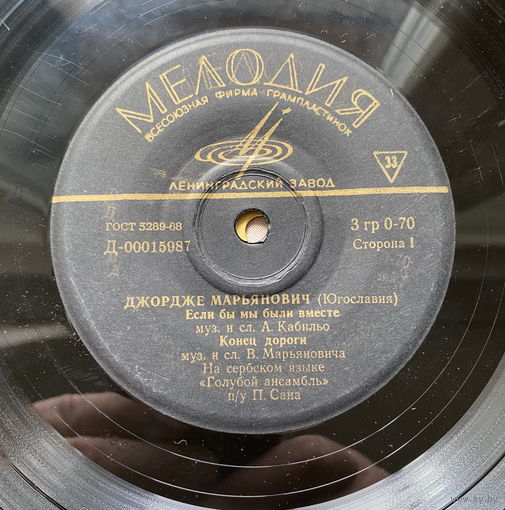 МЕЛОДИЯ
ВСЕСОЮЗНАЯ ФИРМА ГРАМПЛАСТИНОК
33
ЛЕНИНГРАДСКИЙ ЗАВОД
ГОСТ 5289-68
3 гр 0-70
Д-00015987
Сторона 1
ДЖОРДЖЕ МАРЬЯНОВИЧ (Югославия)
Если бы мы были вместе
муз. и сл. А. Кабильо
Конец дороги
муз. и сл. В. Марьяновича
На сербском языке
«Голубой ансамбль»
п/у П. Сана